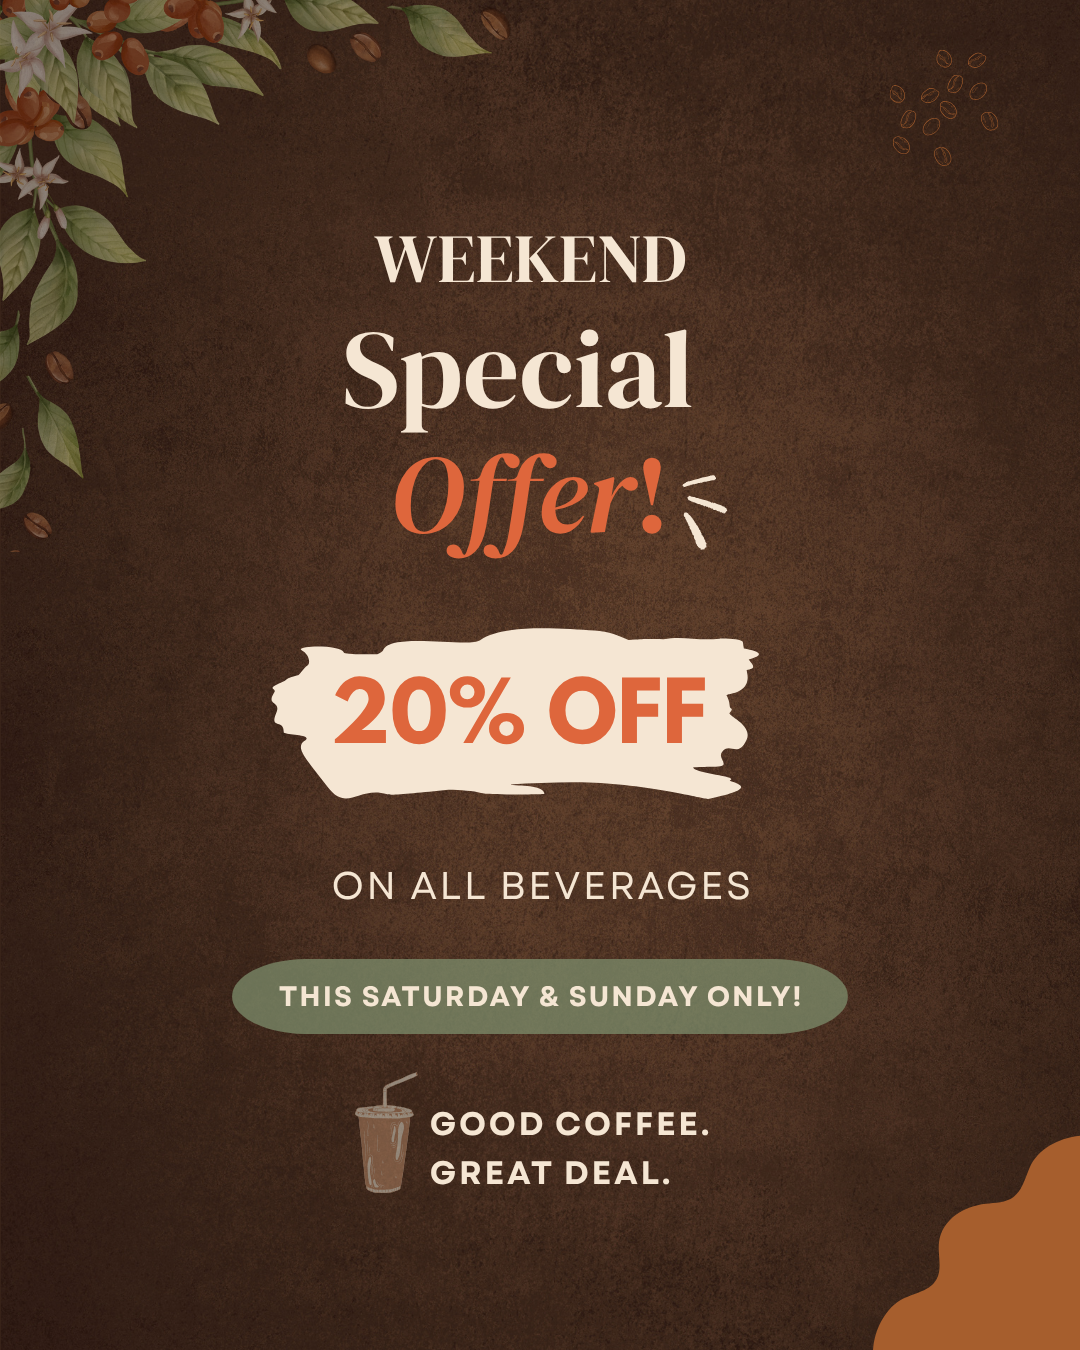 WEEKEND
Special
Offer!
20% OFF
ON ALL BEVERAGES
THIS SATURDAY & SUNDAY ONLY!
GOOD COFFEE.
GREAT DEAL.